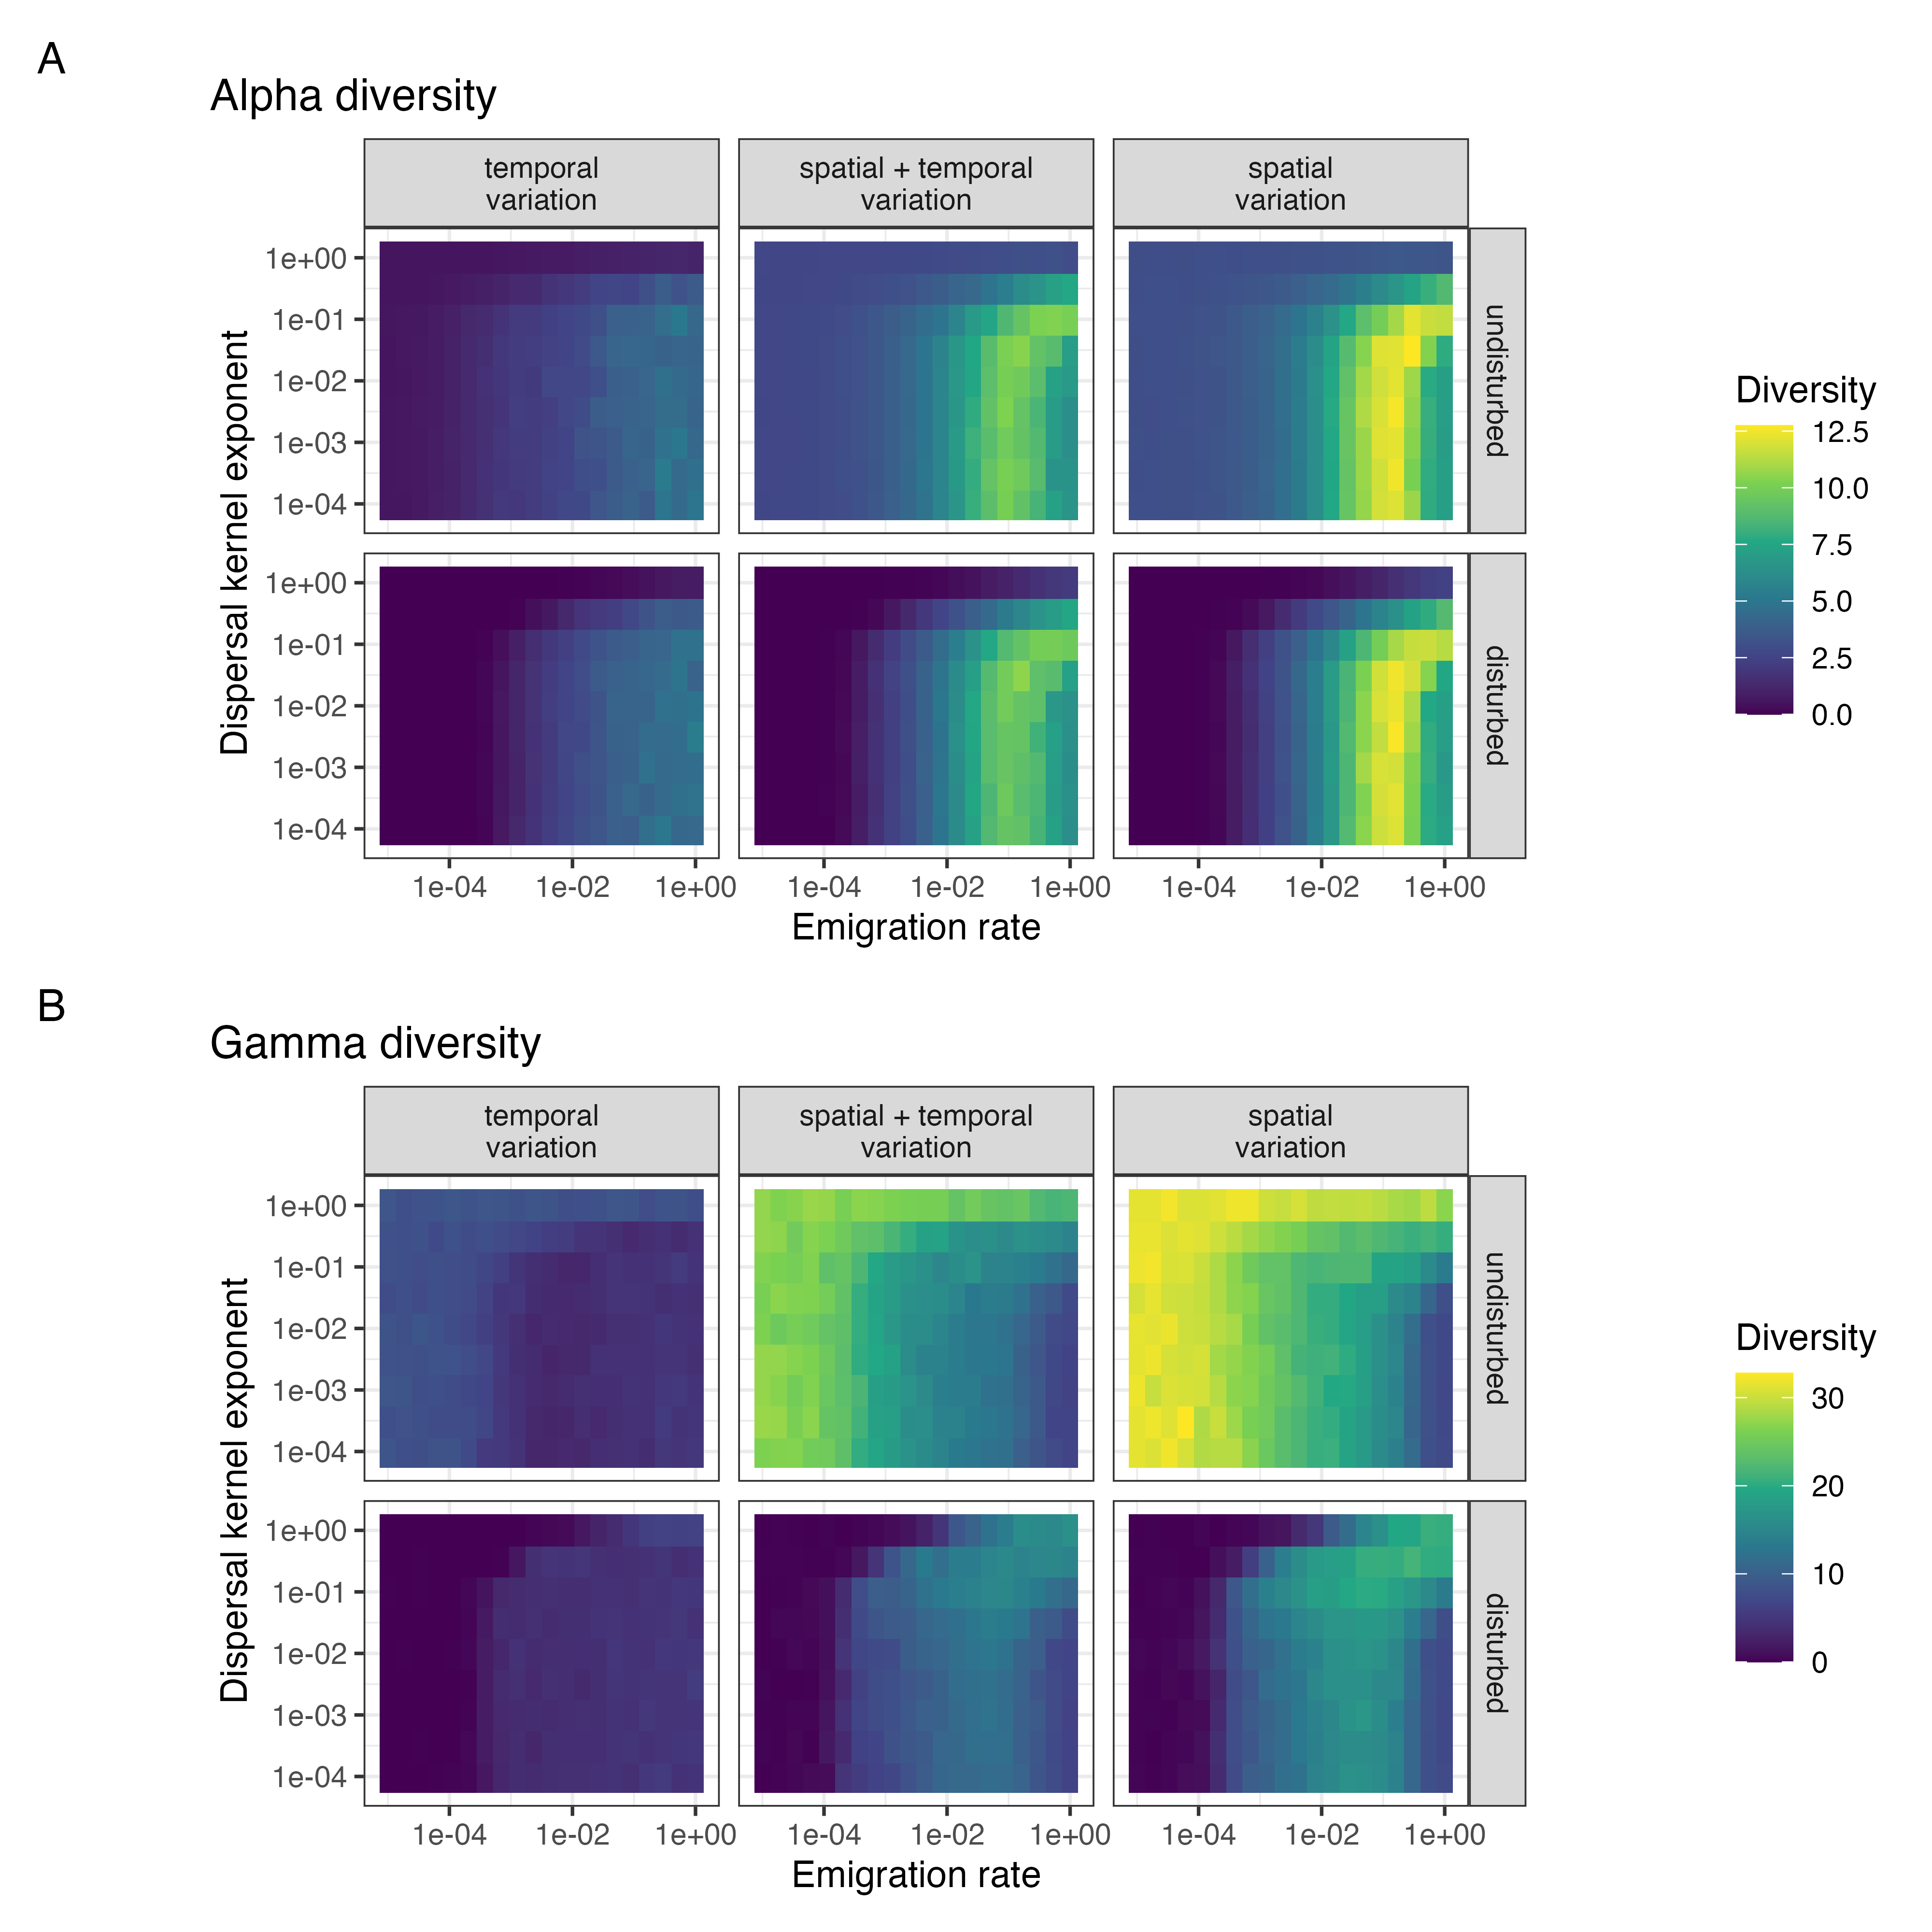 A
Alpha diversity
temporal
variation
spatial + temporal
variation
spatial
variation
Dispersal kernel exponent
1e+00
1e-01
1e-02
1e-03
1e-04
undisturbed
1e+00
1e-01
1e-02
1e-03
1e-04
disturbed
1e-04 1e-02 1e+00
1e-04 1e-02 1e+00
1e-04 1e-02 1e+00
Emigration rate
Diversity
12.5
10.0
7.5
5.0
2.5
0.0
B
Gamma diversity
temporal
variation
spatial + temporal
variation
spatial
variation
Dispersal kernel exponent
1e+00
1e-01
1e-02
1e-03
1e-04
undisturbed
1e+00
1e-01
1e-02
1e-03
1e-04
disturbed
1e-04 1e-02 1e+00
1e-04 1e-02 1e+00
1e-04 1e-02 1e+00
Emigration rate
Diversity
30
20
10
0